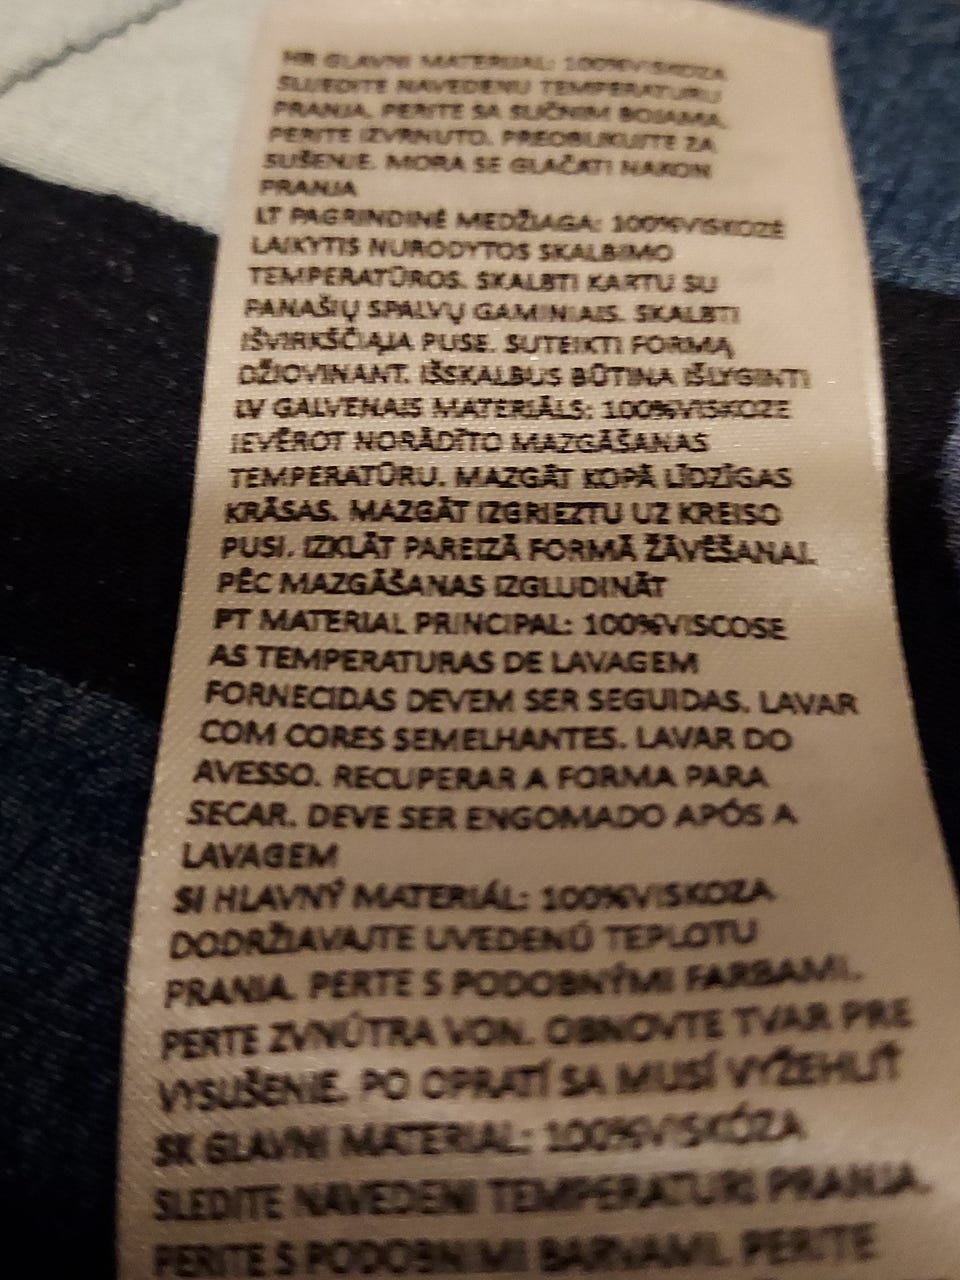 HR GLAVNI MATERIJAL: 100%VISKOZA
SLIJEDITE NAVEDENU TEMPERATURU
PRANJA. PERITE SA SLIČNIM BOJAMA.
PERITE IZVRNUTO. PREOBLIKUJTE ZA
SUŠENJE. MORA SE GLAČATI NAKON
PRANJA
LT PAGRINDINĖ MEDŽIAGA: 100%VISKOZĖ
LAIKYTIS NURODYTOS SKALBIMO
TEMPERATŪROS. SKALBTI KARTU SU
PANAŠIŲ SPALVŲ GAMINIAIS. SKALBTI
IŠVIRKŠČIĄJA PUSE. SUTEIKTI FORMĄ
DŽIOVINANT. IŠSKALBUS BŪTINA IŠLYGINTI
LV GALVENAIS MATERIĀLS: 100%VISKOZE
IEVĒROT NORĀDĪTO MAZGĀŠANAS
TEMPERATŪRU. MAZGĀT KOPĀ LĪDZĪGAS
KRĀSAS. MAZGĀT IZGRIEZTU UZ KREISO
PUSI. IZKLĀT PAREIZĀ FORMĀ ŽĀVĒŠANAI.
PĒC MAZGĀŠANAS IZGLUDINĀT
PT MATERIAL PRINCIPAL: 100%VISCOSE
AS TEMPERATURAS DE LAVAGEM
FORNECIDAS DEVEM SER SEGUIDAS. LAVAR
COM CORES SEMELHANTES. LAVAR DO
AVESSO. RECUPERAR A FORMA PARA
SECAR. DEVE SER ENGOMADO APÓS A
LAVAGEM
SI HLAVNÝ MATERIÁL: 100%VISKOZA
DODRŽIAVAJTE UVEDENÚ TEPLOTU
PRANIA. PERTE S PODOBNÝMI FARBAMI.
PERTE ZVNÚTRA VON. OBNOVTE TVAR PRE
VYSUŠENIE. PO OPRATÍ SA MUSÍ VYŽEHLIŤ
SK GLAVNI MATERIAL: 100%VISKÓZA
SLEDITE NAVEDENI TEMPERATURI PRANJA.
PERITE S PODOBNIMI BARVAMI. PERITE